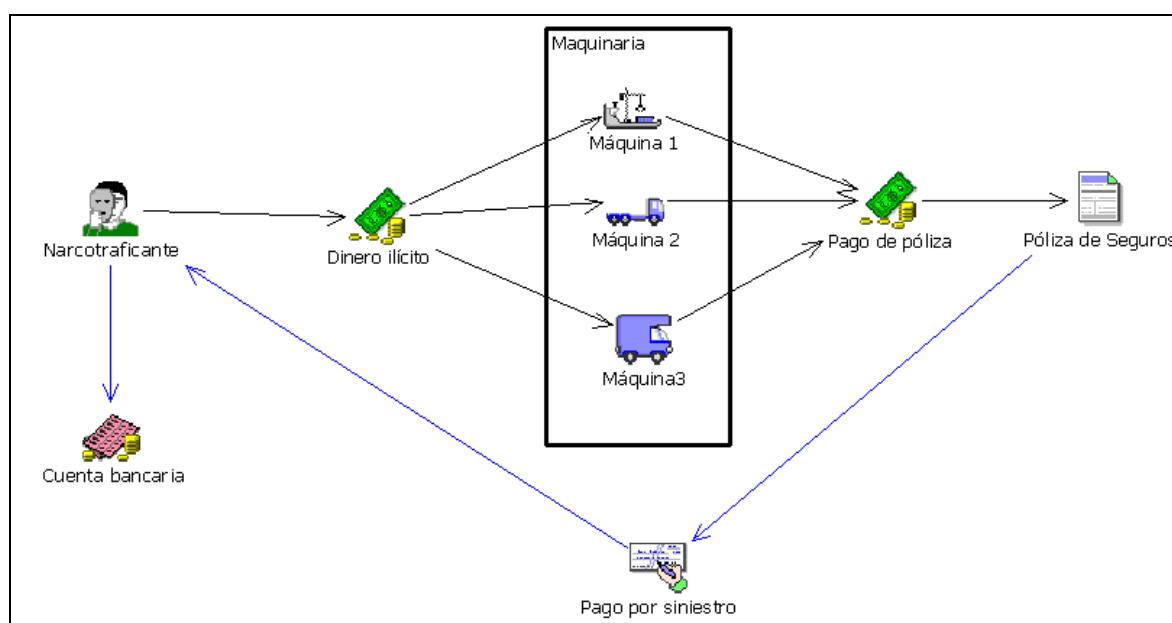 Maquinaria
Máquina 1
Narcotraficante
Dinero ilícito
Máquina 2
Pago de póliza
Póliza de Seguros
Máquina3
Cuenta bancaria
Pago por siniestro